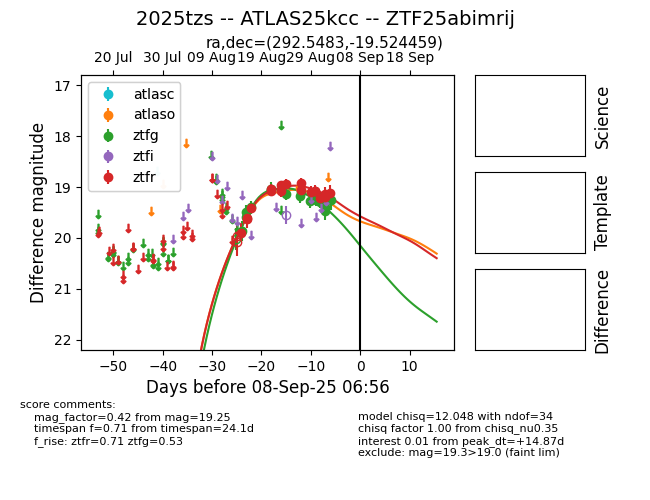 2025tzs -- ATLAS25kcc -- ZTF25abimrij
ra,dec=(292.5483,-19.524459)
20 Jul 30 Jul 09 Aug 19 Aug 29 Aug 08 Sep 18 Sep
17
18
19
20
21
22
Difference magnitude
atlasc
atlaso
ztfg
ztfi
ztfr
−50 −40 −30 −20 −10 0 10
Days before 08-Sep-25 06:56
Science
Template
Difference
score comments:
mag_factor=0.42 from mag=19.25
timespan f=0.71 from timespan=24.1d
f_rise: ztfr=0.71 ztfg=0.53
model chisq=12.048 with ndof=34
chisq factor 1.00 from chisq_nu0.35
interest 0.01 from peak_dt=+14.87d
exclude: mag=19.3>19.0 (faint lim)